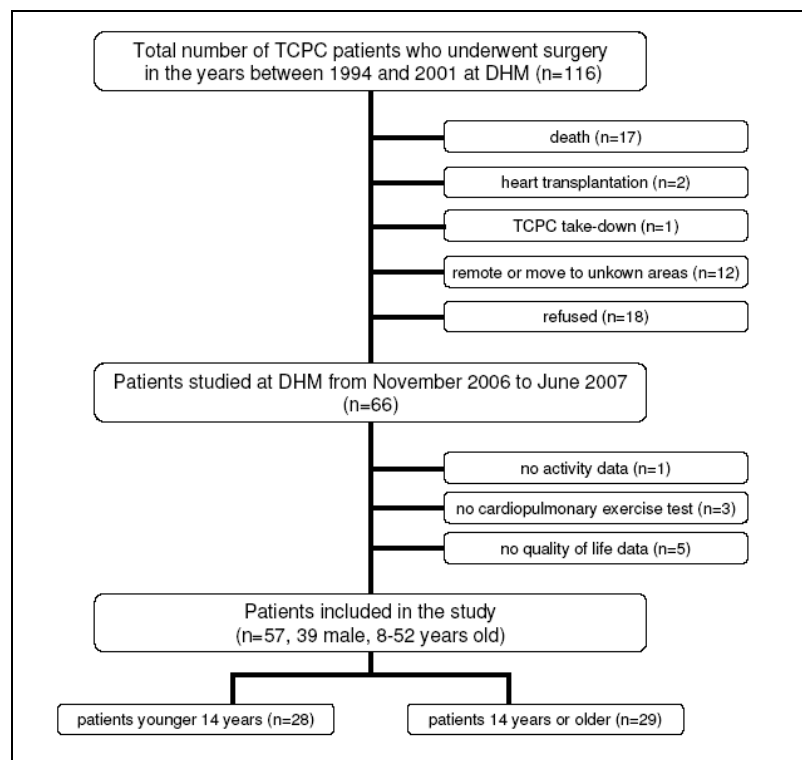 Total number of TCPC patients who underwent surgery
in the years between 1994 and 2001 at DHM (n=116)
death (n=17)
heart transplantation (n=2)
TCPC take-down (n=1)
remote or move to unkown areas (n=12)
refused (n=18)
Patients studied at DHM from November 2006 to June 2007
(n=66)
no activity data (n=1)
no cardiopulmonary exercise test (n=3)
no quality of life data (n=5)
Patients included in the study
(n=57, 39 male, 8-52 years old)
patients younger 14 years (n=28)
patients 14 years or older (n=29)